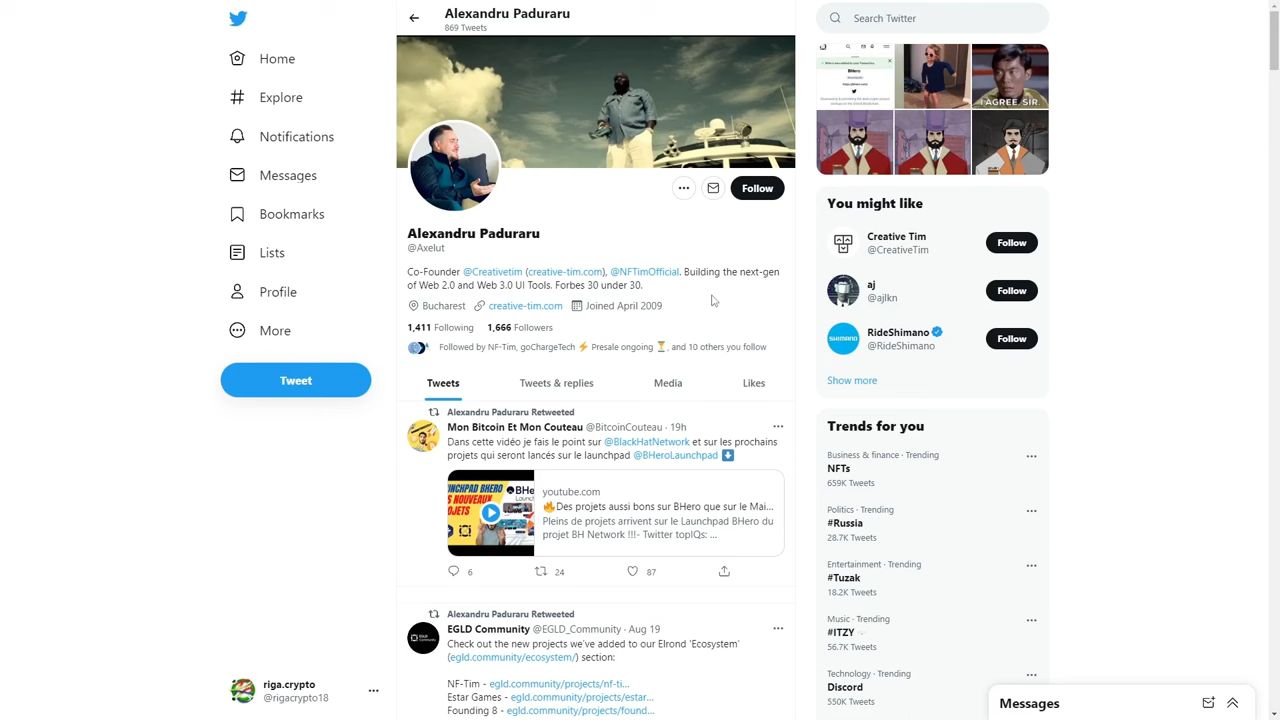 Home
Explore
Notifications
Messages
Bookmarks
Lists
Profile
More
Tweet
riga.crypto
@rigacrypto18
Alexandru Paduraru
869 Tweets
Follow
Alexandru Paduraru
@Axelut
Co-Founder @Creativetim (creative-tim.com), @NFTimOfficial. Building the next-gen
of Web 2.0 and Web 3.0 UI Tools. Forbes 30 under 30.
Bucharest creative-tim.com Joined April 2009
1,411 Following 1,666 Followers
Followed by NF-Tim, goChargeTech ⚡ Presale ongoing ⏳, and 10 others you follow
Tweets Tweets & replies Media Likes
Alexandru Paduraru Retweeted
Mon Bitcoin Et Mon Couteau @BitcoinCouteau · 19h
Dans cette vidéo je fais le point sur @BlackHatNetwork et sur les prochains
projets qui seront lancés sur le launchpad @BHeroLaunchpad ⬇️
UNCHPAD BHERO
BHE
youtube.com
🔥Des projets aussi bons sur BHero que sur le Mai...
Pleins de projets arrivent sur le Launchpad BHero du
projet BH Network !!!- Twitter topIQs: ...
6 24 87
Alexandru Paduraru Retweeted
EGLD Community @EGLD_Community · Aug 19
Check out the new projects we've added to our Elrond 'Ecosystem'
(egld.community/ecosystem/) section:
NF-Tim - egld.community/projects/nf-ti...
Estar Games - egld.community/projects/estar...
Founding 8 - egld.community/projects/found...
Search Twitter
BHero
I AGREE, SIR.
You might like
Creative Tim
@CreativeTim
Follow
aj
@ajlkn
Follow
SHIMANO
RideShimano
@RideShimano
Follow
Show more
Trends for you
Business & finance · Trending
NFTs
659K Tweets
Politics · Trending
#Russia
28.7K Tweets
Entertainment · Trending
#Tuzak
18.2K Tweets
Music · Trending
#ITZY
56.7K Tweets
Technology · Trending
Discord
550K Tweets
Messages